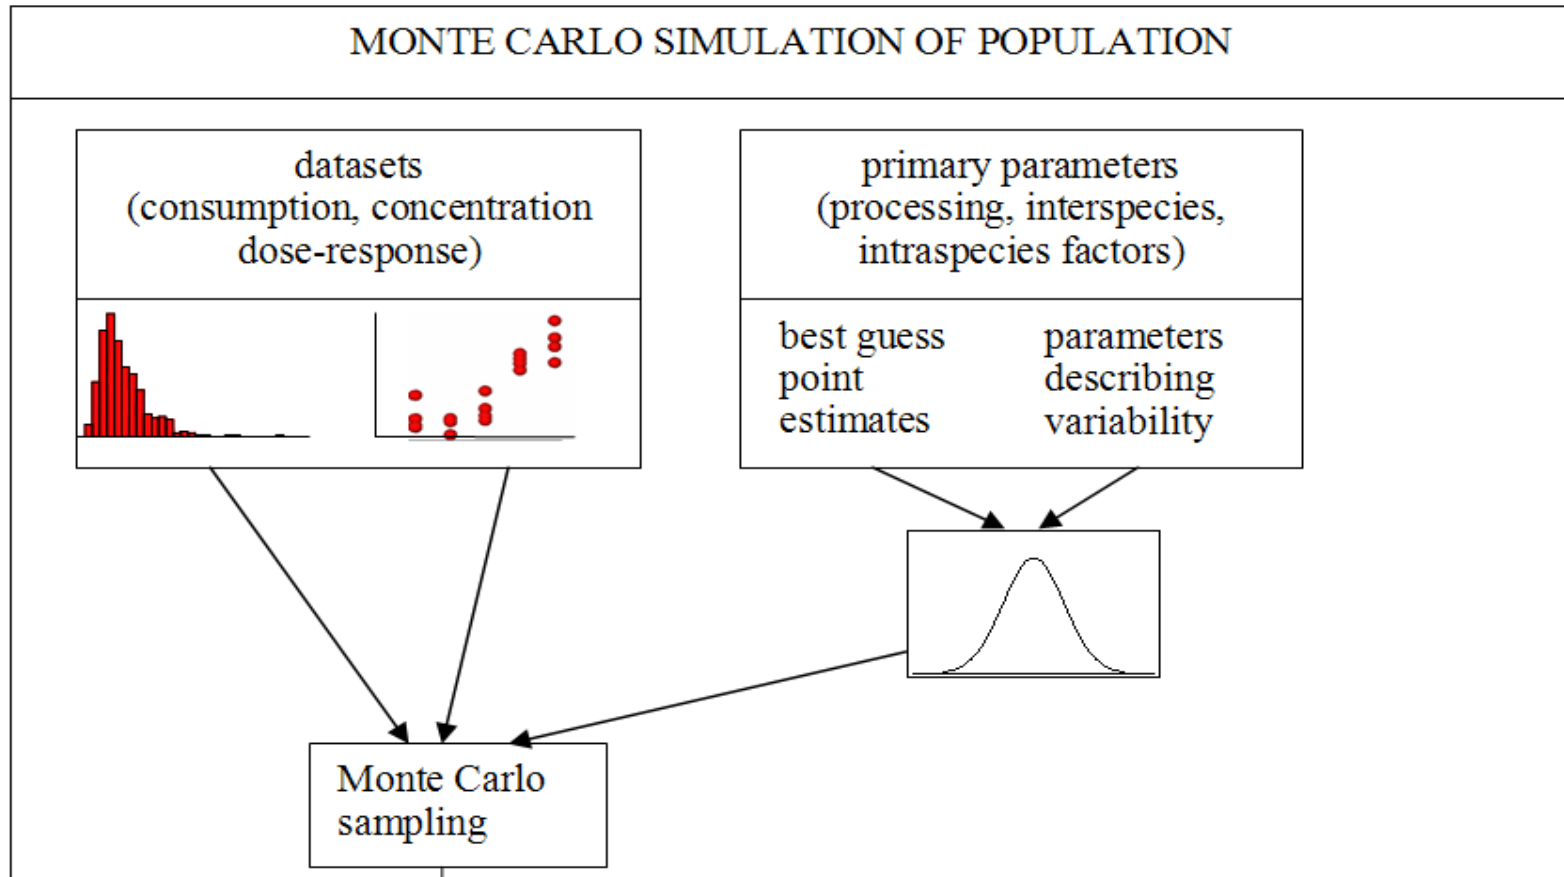 MONTE CARLO SIMULATION OF POPULATION
datasets
(consumption, concentration
dose-response)
primary parameters
(processing, interspecies,
intraspecies factors)
best guess
point
estimates
parameters
describing
variability
Monte Carlo
sampling